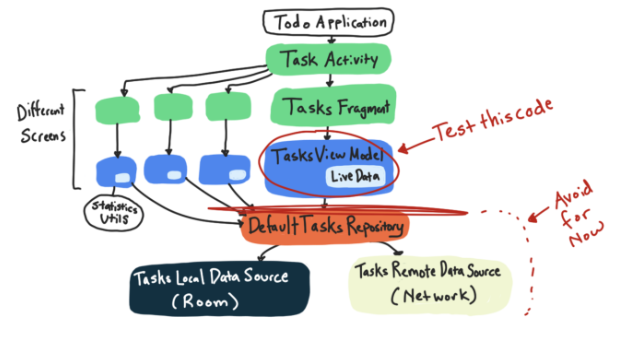 Todo Application
Task Activity
Different
Screens
Tasks Fragment
Test this code
Tasks View Model
Live Data
Statistics
Utils
Avoid
for
Now
Default Tasks Repository
Tasks Local Data Source
(Room)
Tasks Remote Data Source
(Network)